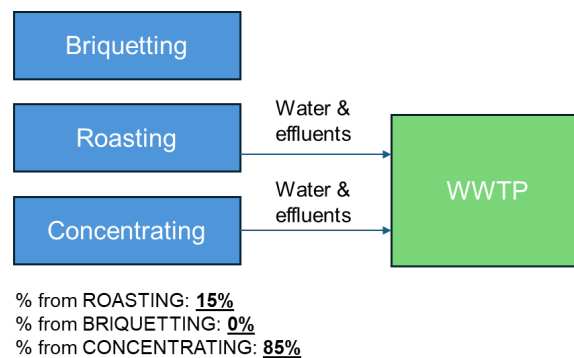 Briquetting
Roasting
Water &
effluents
Concentrating
Water &
effluents
WWTP
% from ROASTING: 15%
% from BRIQUETTING: 0%
% from CONCENTRATING: 85%